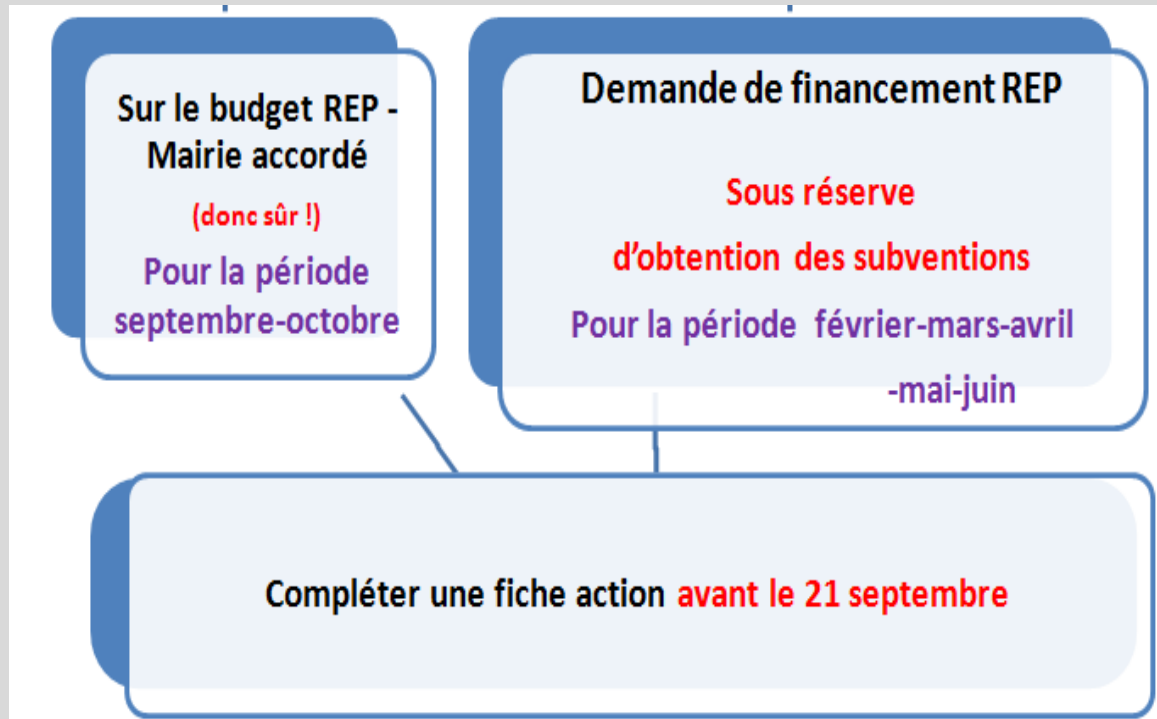 Sur le budget REP -
Mairie accordé
(donc sûr !)
Pour la période
septembre-octobre
Demande de financement REP
Sous réserve
d'obtention des subventions
Pour la période février-mars-avril
-mai-juin
Compléter une fiche action avant le 21 septembre